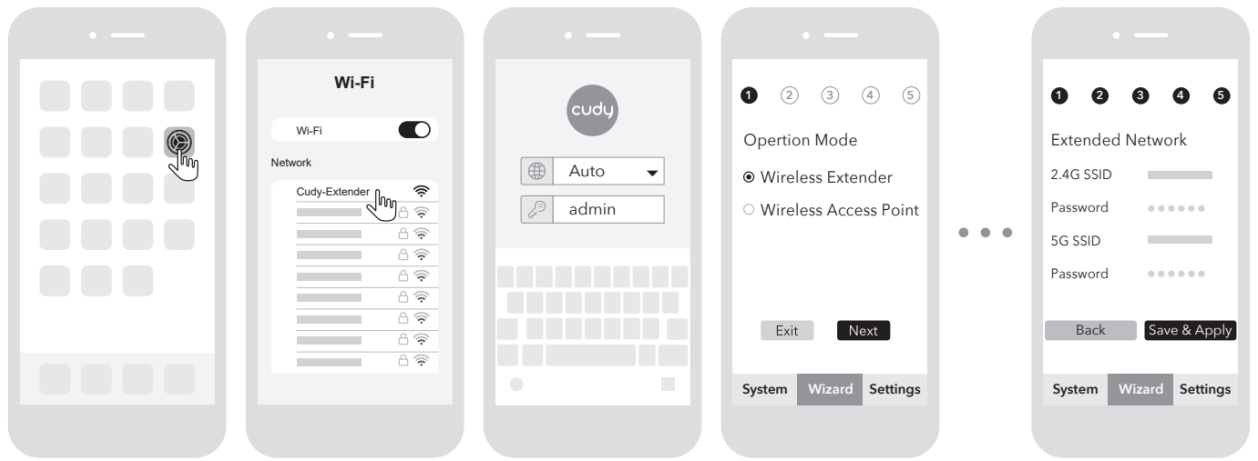 Wi-Fi
Wi-Fi
Network
Cudy-Extender
cudy
Auto
admin
1 2 3 4 5
Opertion Mode
Wireless Extender
Wireless Access Point
Exit Next
System Wizard Settings
1 2 3 4 5
Extended Network
2.4G SSID
Password
5G SSID
Password
Back Save & Apply
System Wizard Settings